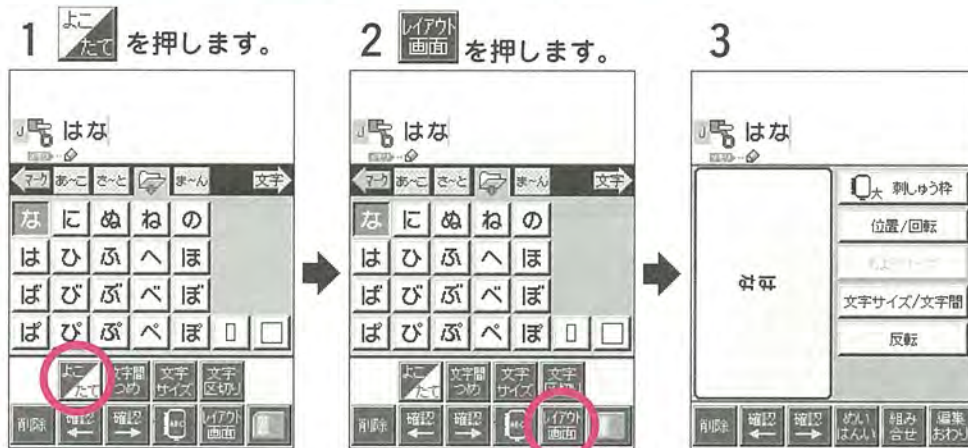 1 よこ たて を押します。
2 レイアウト 画面 を押します。
3
はな
マーク あ~こ さ~と ま~ん 文字
な に ぬ ね の
は ひ ふ へ ほ
ば び ぶ べ ぼ
ぱ ぴ ぷ ぺ ぽ
よこ たて 文字間 つめ 文字 サイズ 文字 区切り
削除 確認 ← 確認 → ABC レイアウト 画面
はな
マーク あ~こ さ~と ま~ん 文字
な に ぬ ね の
は ひ ふ へ ほ
ば び ぶ べ ぼ
ぱ ぴ ぷ ぺ ぽ
よこ たて 文字間 つめ 文字 サイズ 文字 区切り
削除 確認 ← 確認 → レイアウト 画面
はな
はな
大 刺しゅう枠
位置/回転
文字サイズ/文字間
反転
削除 確認 ← 確認 → ぬい はんい 組み 合せ 編集 おわり